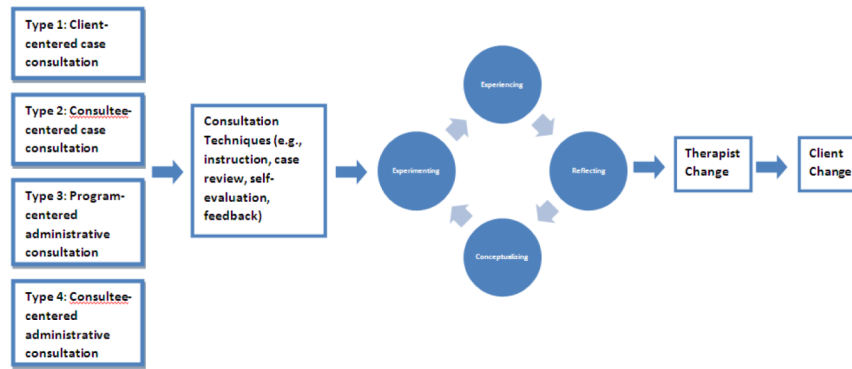 Type 1: Client-
centered case
consultation
Type 2: Consultee-
centered case
consultation
Type 3: Program-
centered
administrative
consultation
Type 4: Consultee-
centered
administrative
consultation
Consultation
Techniques (e.g.,
instruction, case
review, self-
evaluation,
feedback)
Experiencing
Reflecting
Conceptualizing
Experimenting
Therapist
Change
Client
Change